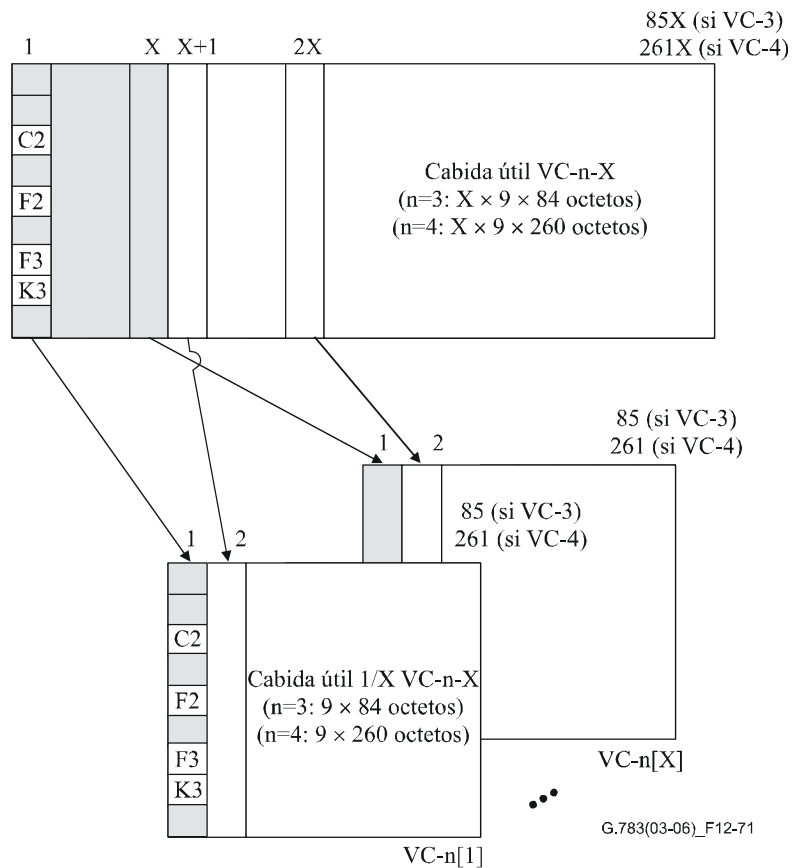 85X (si VC-3)
1 X X+1 2X 261X (si VC-4)
C2
F2
F3
K3
Cabida útil VC-n-X
(n=3: X × 9 × 84 octetos)
(n=4: X × 9 × 260 octetos)
85 (si VC-3)
1 2 261 (si VC-4)
85 (si VC-3)
261 (si VC-4)
1 2
C2
F2
F3
K3
Cabida útil 1/X VC-n-X
(n=3: 9 × 84 octetos)
(n=4: 9 × 260 octetos)
VC-n[X]
VC-n[1]
G.783(03-06)_F12-71